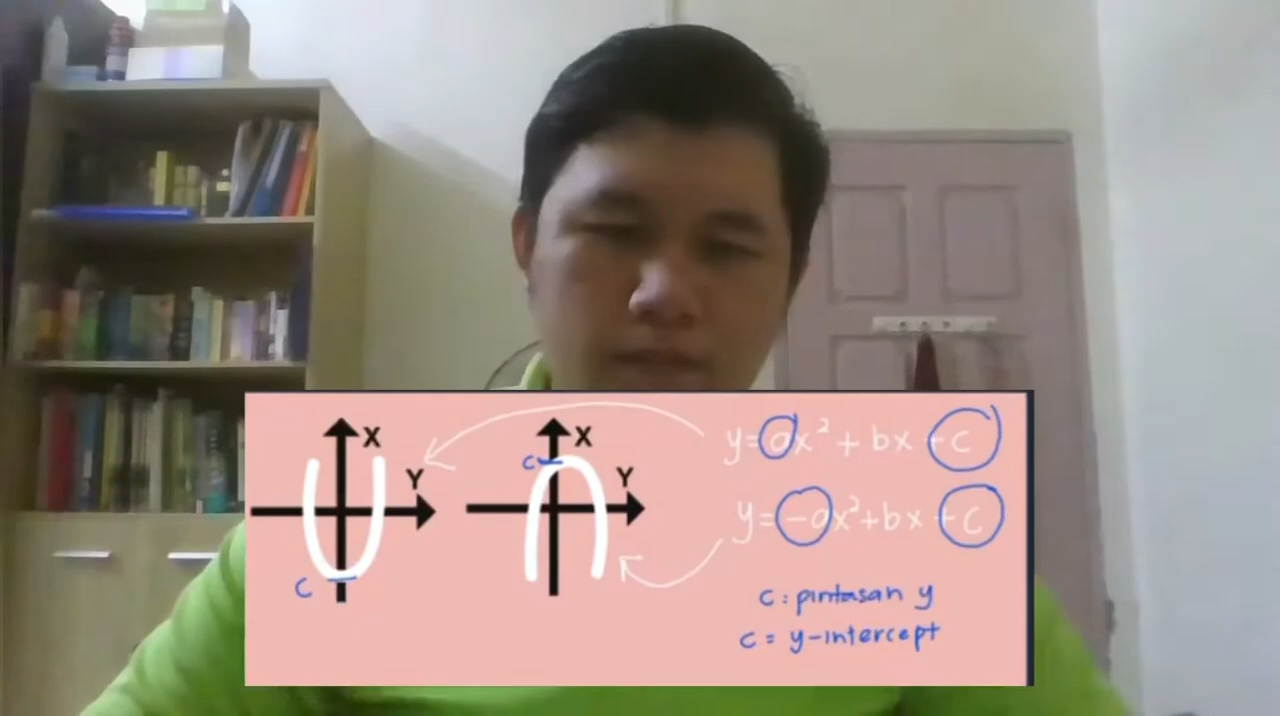 X
Y
C
X
Y
C
y=ax²+bx+c
y=-ax²+bx+c
c: pintasan y
c = y-intercept